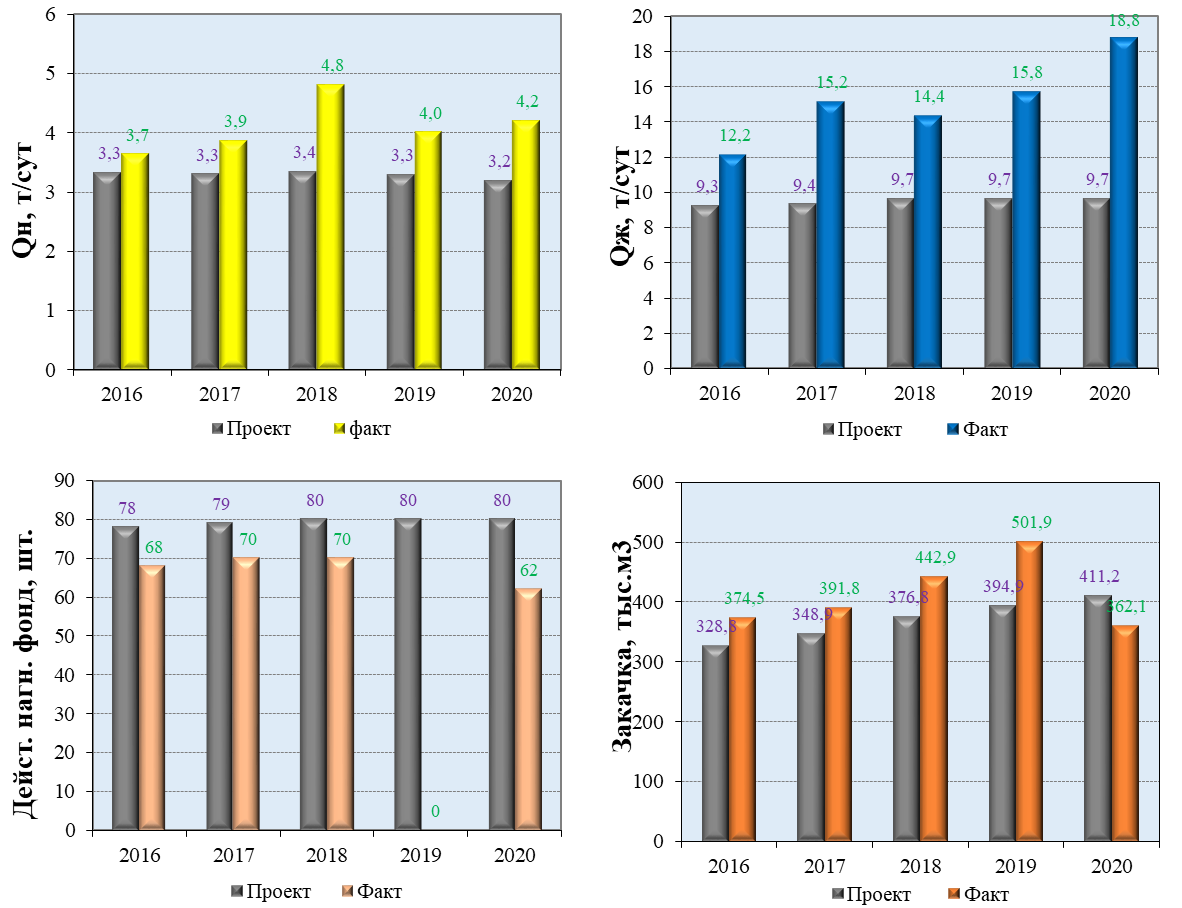 Qн, т/сут
6
5
4
3
2
1
0
3,3 3,7 3,3 3,9 3,4 4,8 3,3 4,0 3,2 4,2
2016 2017 2018 2019 2020
Проект факт
Qж, т/сут
20
18
16
14
12
10
8
6
4
2
0
9,3 12,2 9,4 15,2 9,7 14,4 9,7 15,8 9,7 18,8
2016 2017 2018 2019 2020
Проект Факт
Дейст. нагн. фонд, шт.
90
80
70
60
50
40
30
20
10
0
78 68 79 70 80 70 80 0 80 62
2016 2017 2018 2019 2020
Проект Факт
Закачка, тыс.м3
600
500
400
300
200
100
0
328,8 374,5 348,9 391,8 376,8 442,9 394,9 501,9 411,2 362,1
2016 2017 2018 2019 2020
Проект Факт